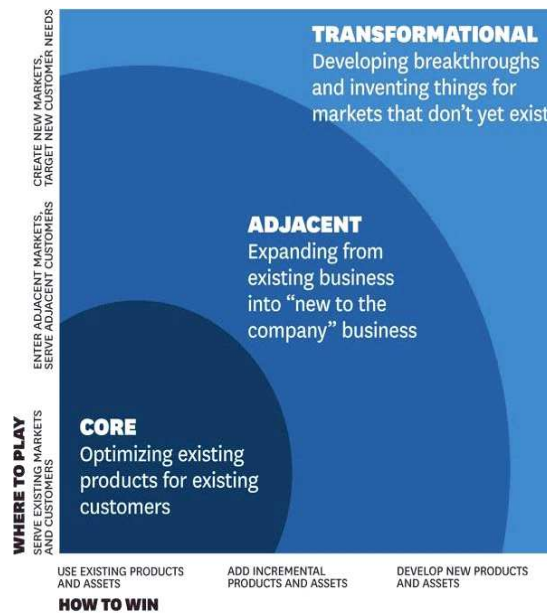 TRANSFORMATIONAL
Developing breakthroughs
and inventing things for
markets that don’t yet exist
ADJACENT
Expanding from
existing business
into “new to the
company” business
CORE
Optimizing existing
products for existing
customers
WHERE TO PLAY
CREATE NEW MARKETS,
TARGET NEW CUSTOMER NEEDS
ENTER ADJACENT MARKETS,
SERVE ADJACENT CUSTOMERS
SERVE EXISTING MARKETS
AND CUSTOMERS
USE EXISTING PRODUCTS
AND ASSETS
ADD INCREMENTAL
PRODUCTS AND ASSETS
DEVELOP NEW PRODUCTS
AND ASSETS
HOW TO WIN